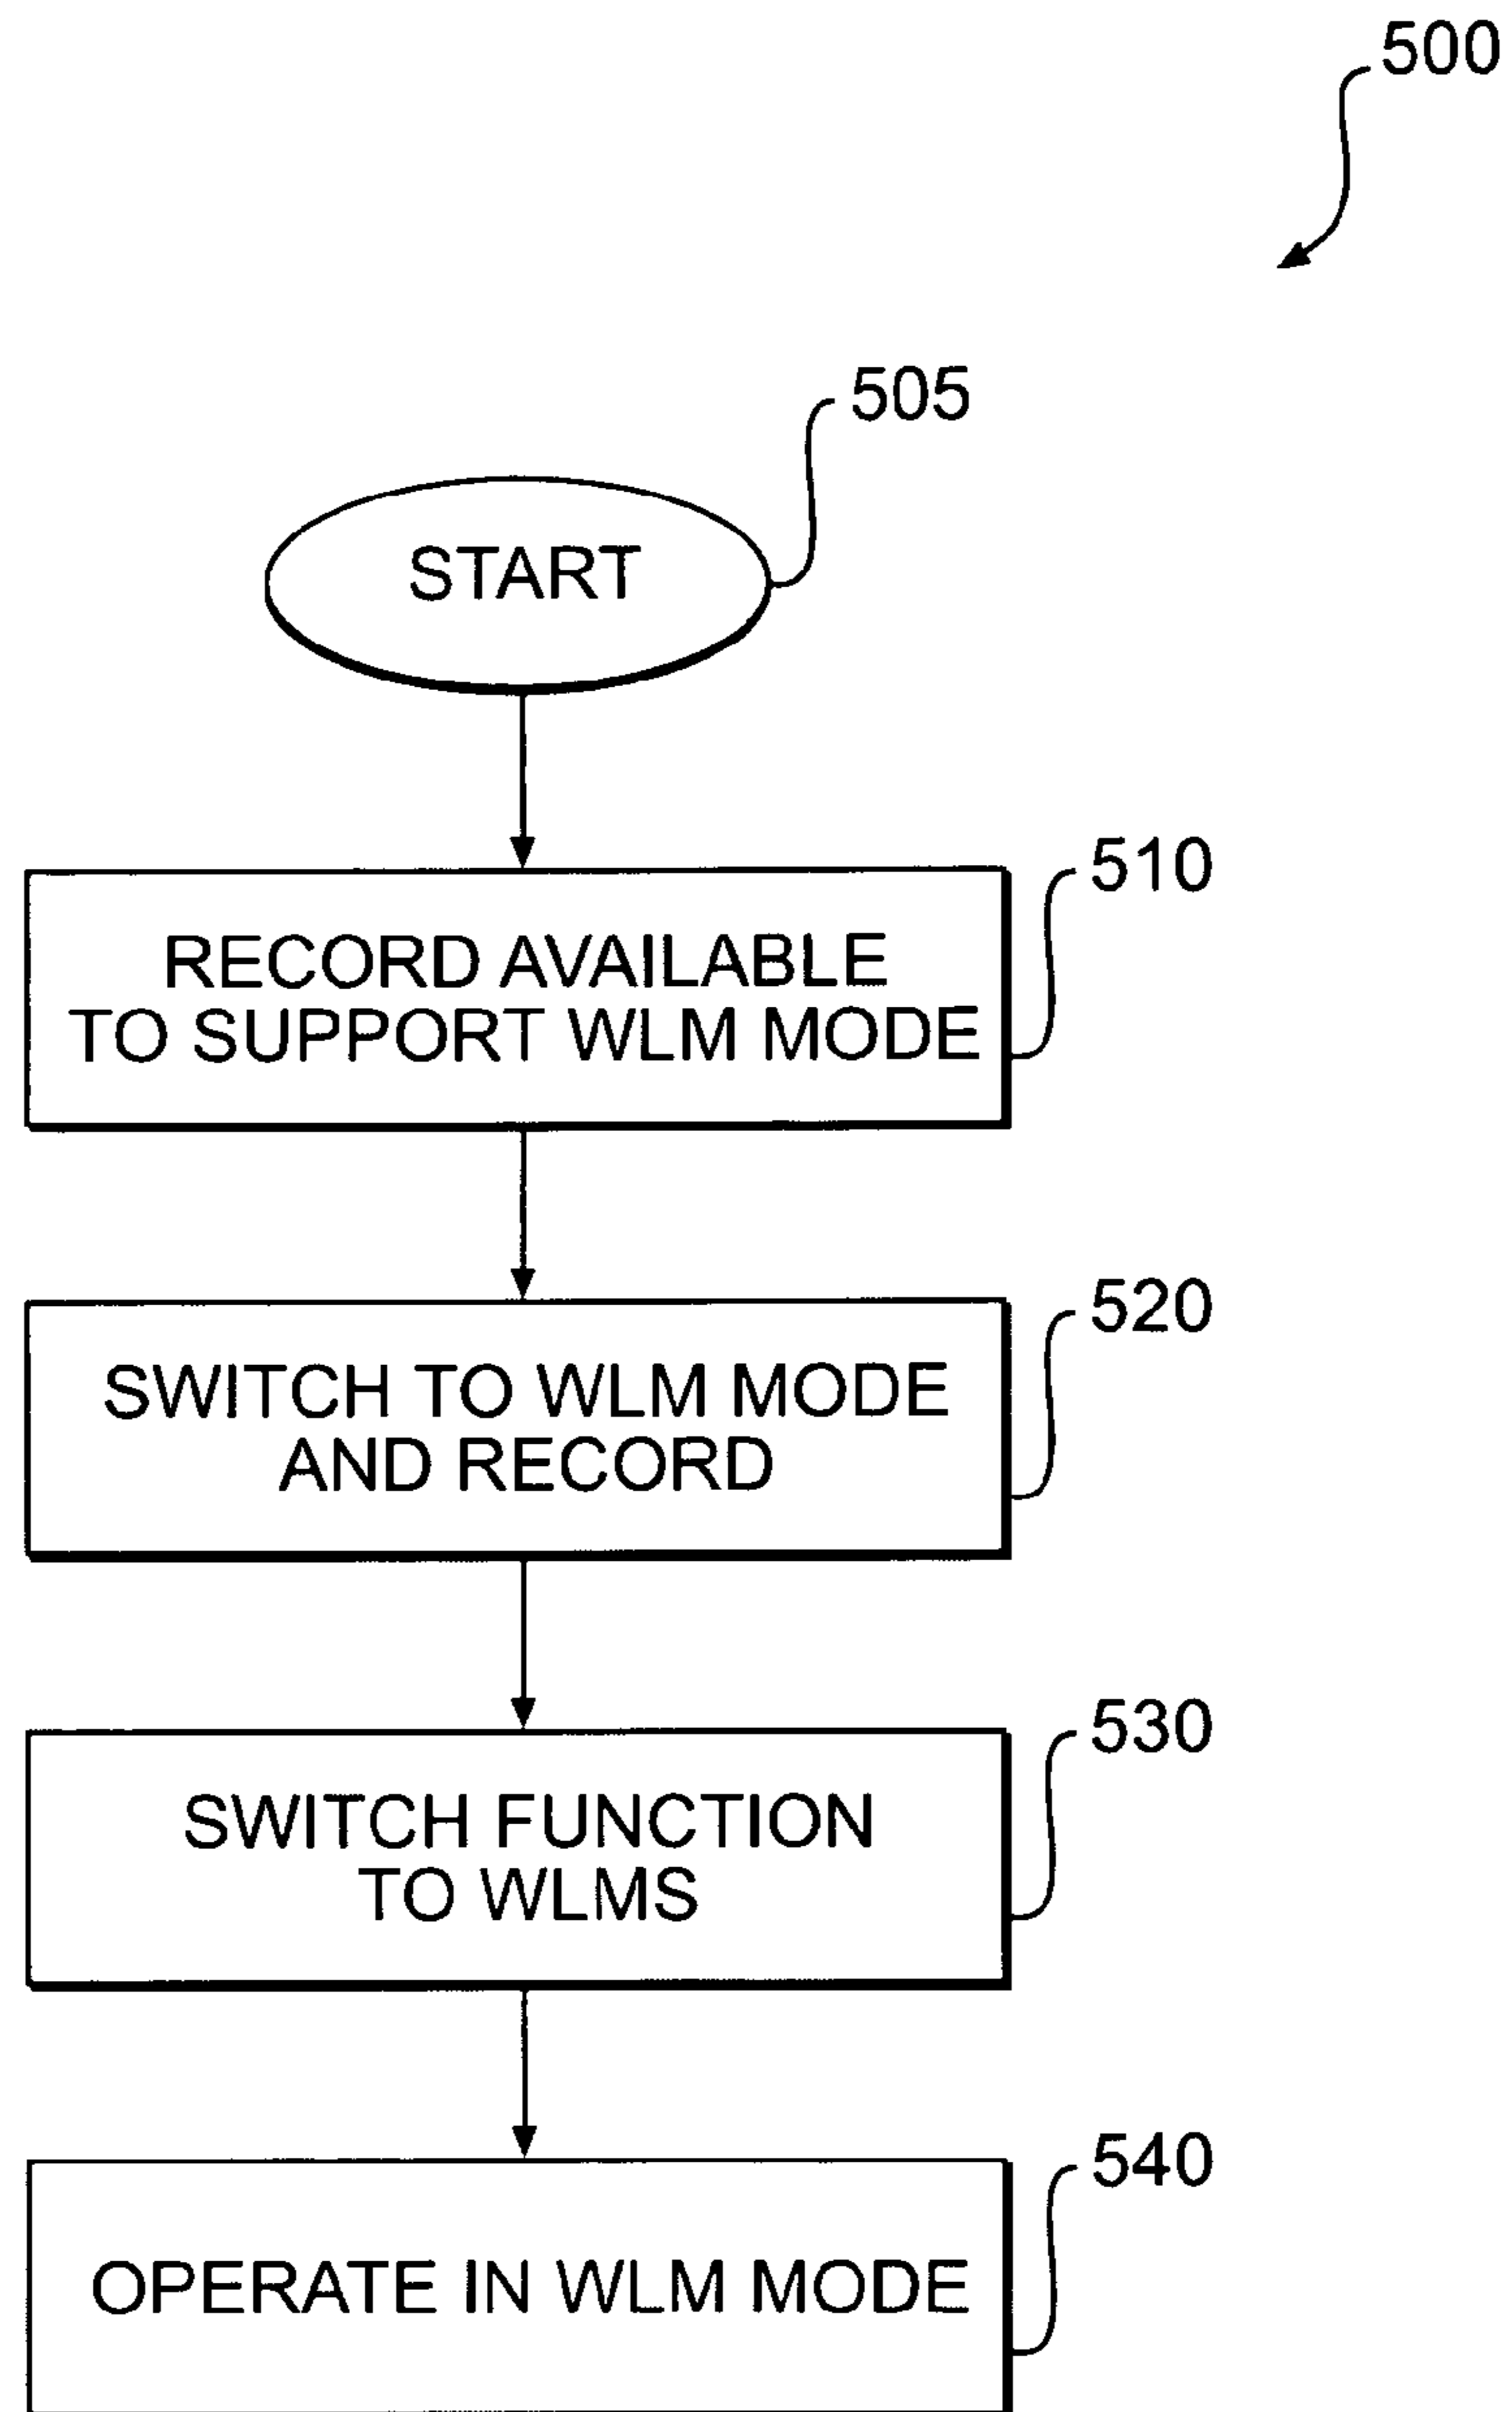 500
505
START
510
RECORD AVAILABLE
TO SUPPORT WLM MODE
520
SWITCH TO WLM MODE
AND RECORD
530
SWITCH FUNCTION
TO WLMS
540
OPERATE IN WLM MODE